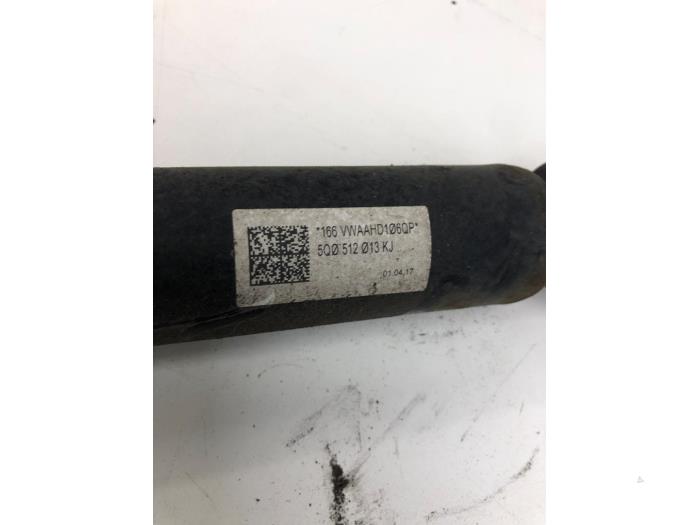 *166 VWAAHD1Ø6QP*
5QØ 512 Ø13 KJ
01.04.17